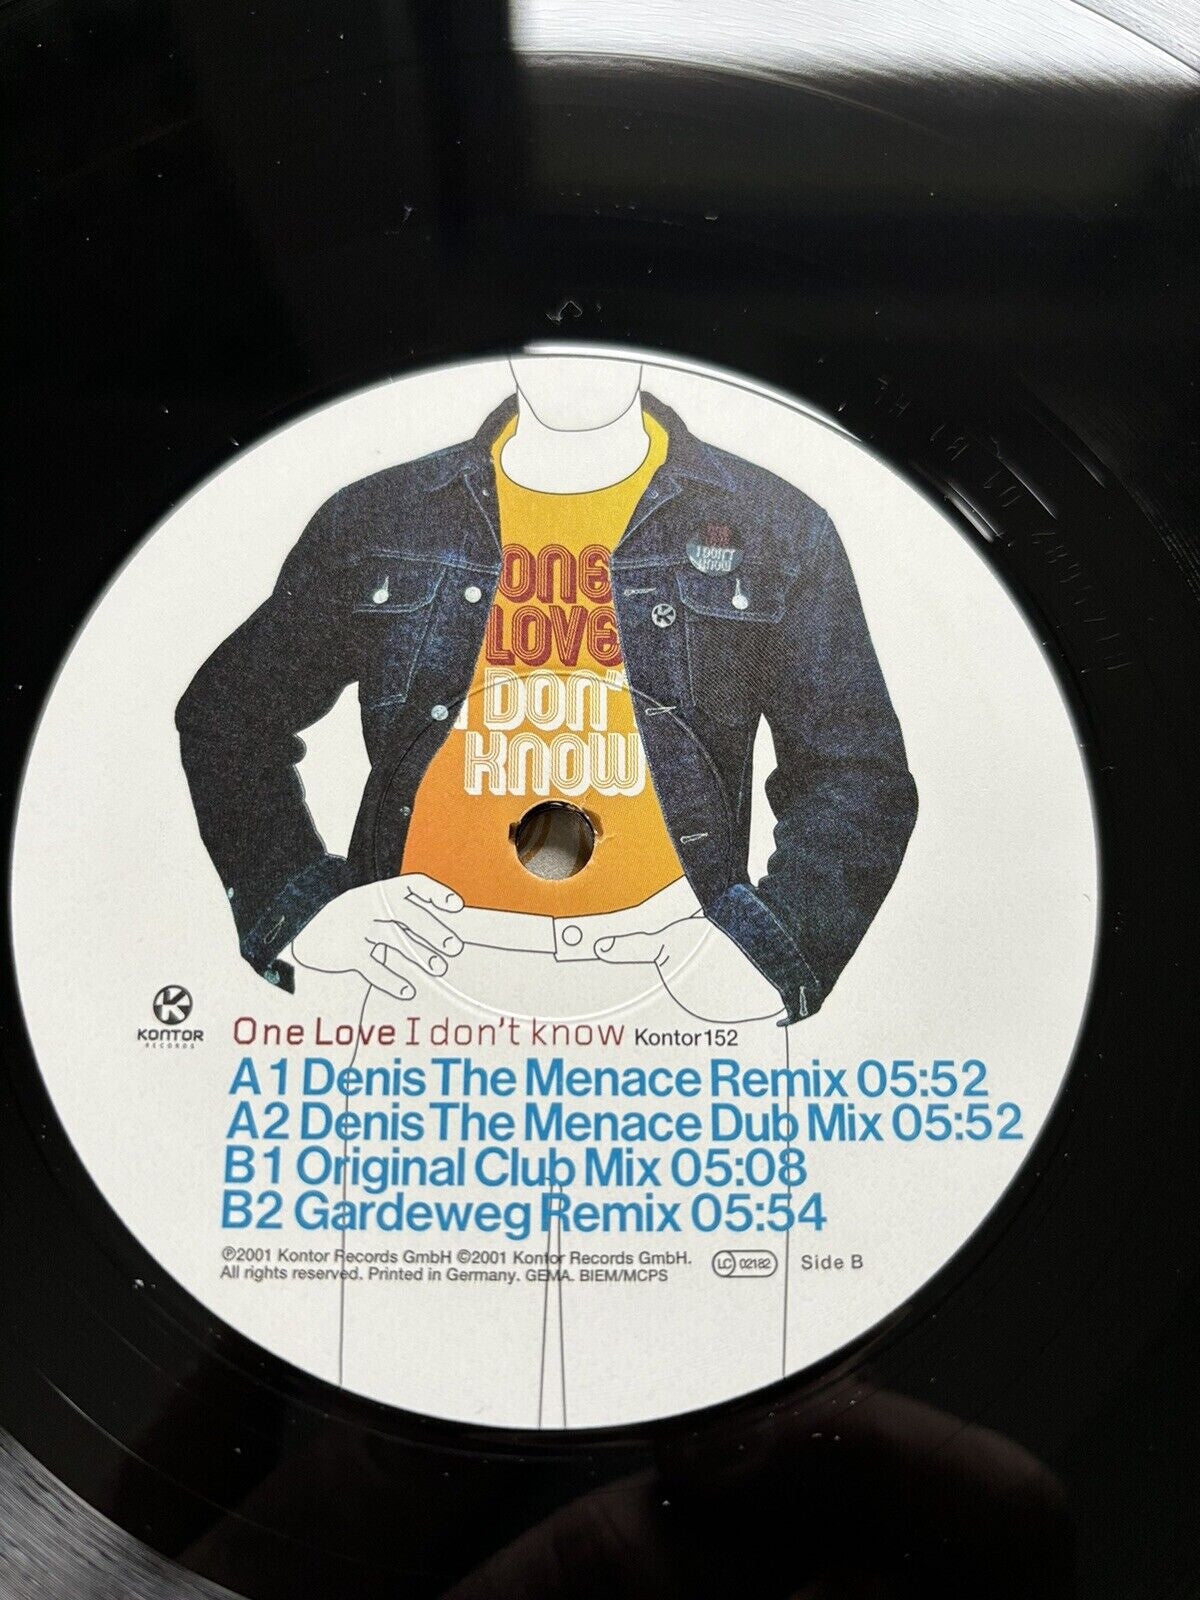 ONE
LOVE
I DON'T
KNOW
I DON'T
KNOW
K
KONTOR
RECORDS
One Love I don't know Kontor152
A1 Denis The Menace Remix 05:52
A2 Denis The Menace Dub Mix 05:52
B1 Original Club Mix 05:08
B2 Gardeweg Remix 05:54
℗2001 Kontor Records GmbH ©2001 Kontor Records GmbH.
All rights reserved. Printed in Germany. GEMA. BIEM/MCPS
LC 02182
Side B